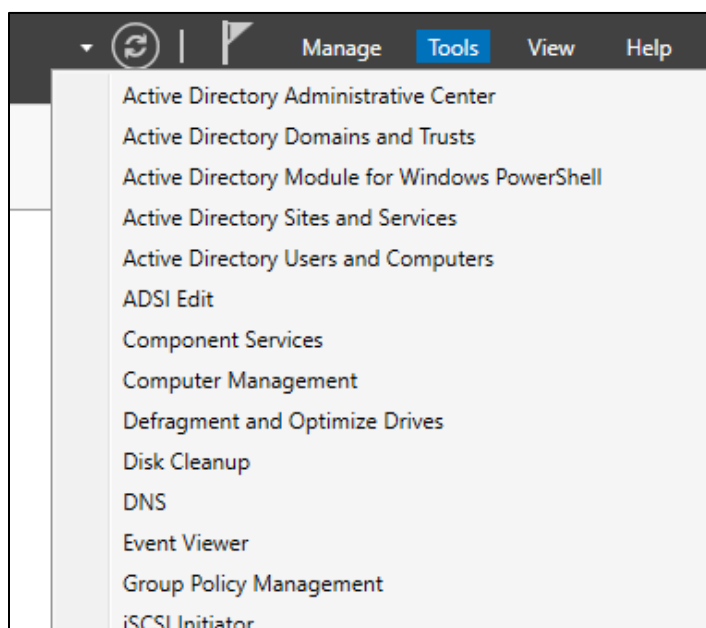 Manage Tools View Help
Active Directory Administrative Center
Active Directory Domains and Trusts
Active Directory Module for Windows PowerShell
Active Directory Sites and Services
Active Directory Users and Computers
ADSI Edit
Component Services
Computer Management
Defragment and Optimize Drives
Disk Cleanup
DNS
Event Viewer
Group Policy Management
iSCSI Initiator